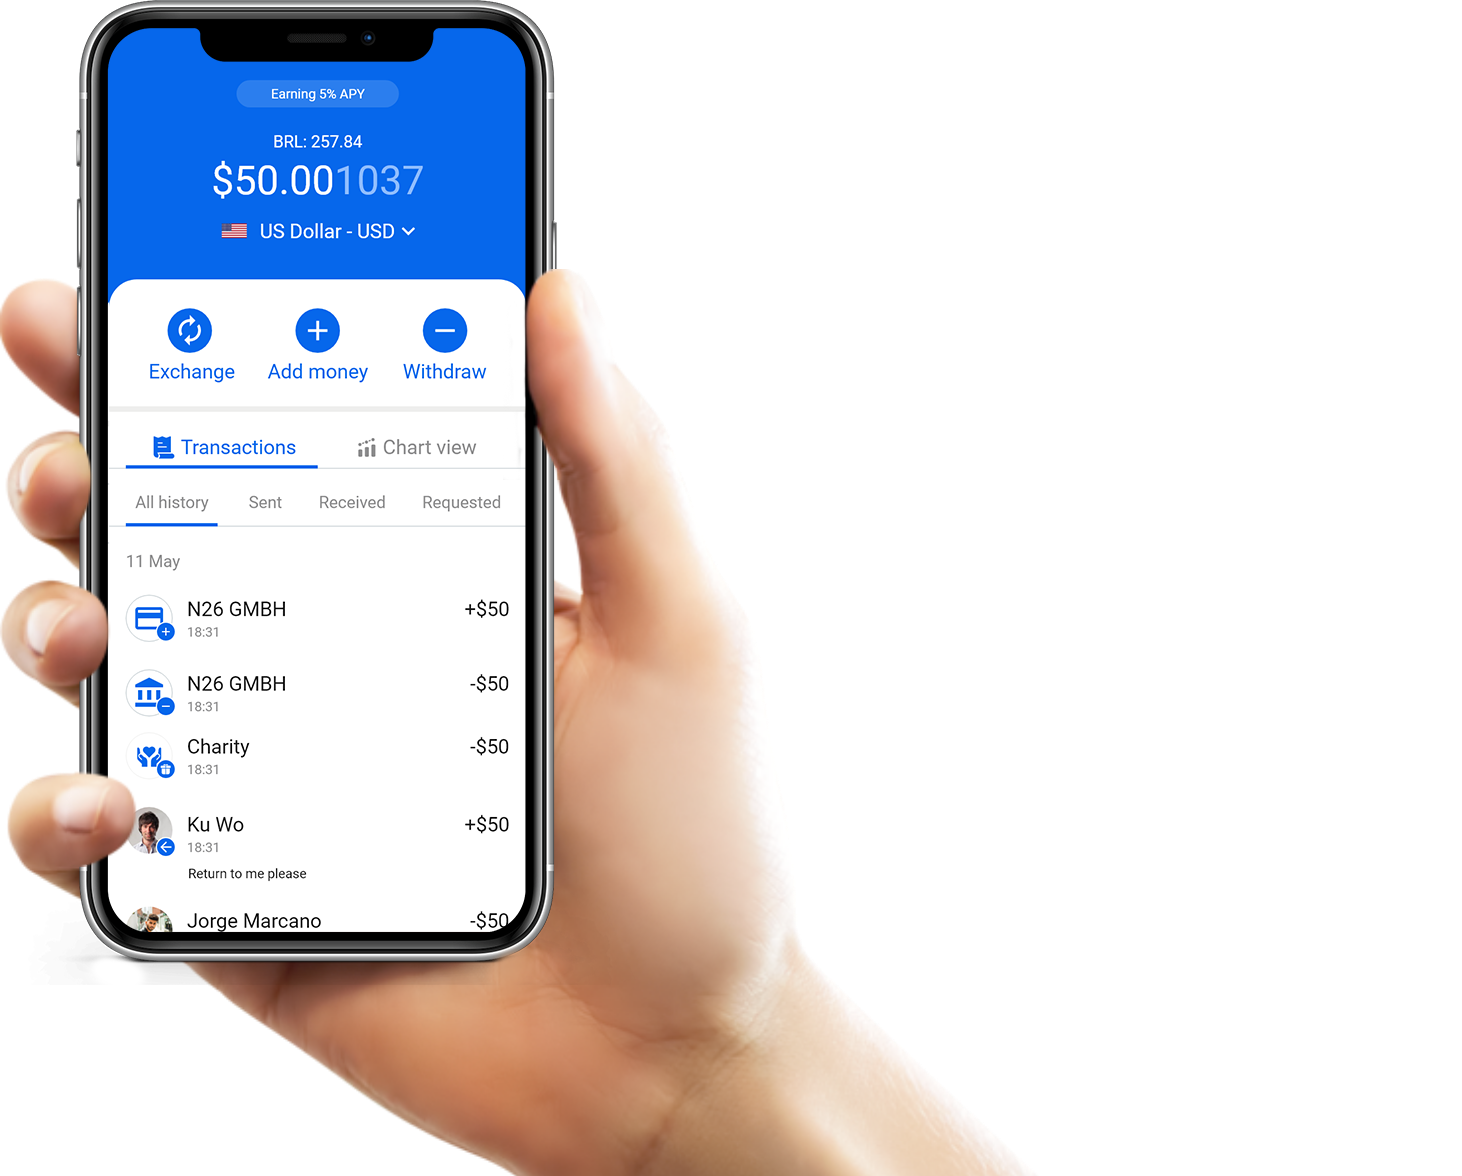 Earning 5% APY
BRL: 257.84
$50.001037
US Dollar - USD
Exchange Add money Withdraw
Transactions Chart view
All history Sent Received Requested
11 May
N26 GMBH +$50
18:31
N26 GMBH -$50
18:31
Charity -$50
18:31
Ku Wo +$50
18:31
Return to me please
Jorge Marcano -$50